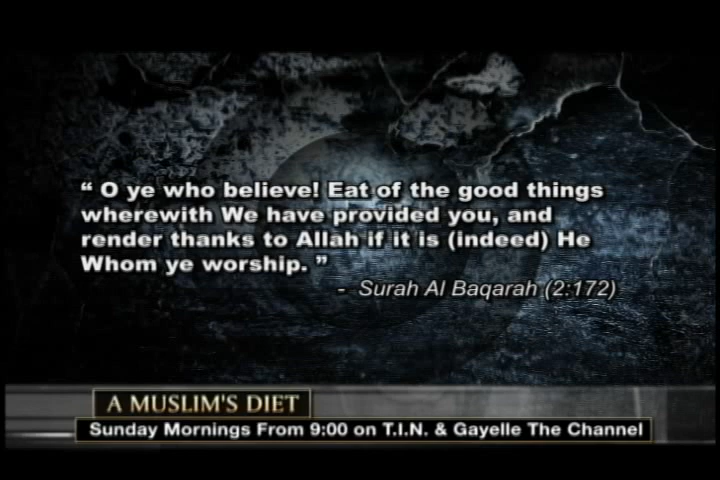 “ O ye who believe! Eat of the good things
wherewith We have provided you, and
render thanks to Allah if it is (indeed) He
Whom ye worship. ”
- Surah Al Baqarah (2:172)
A MUSLIM'S DIET
Sunday Mornings From 9:00 on T.I.N. & Gayelle The Channel